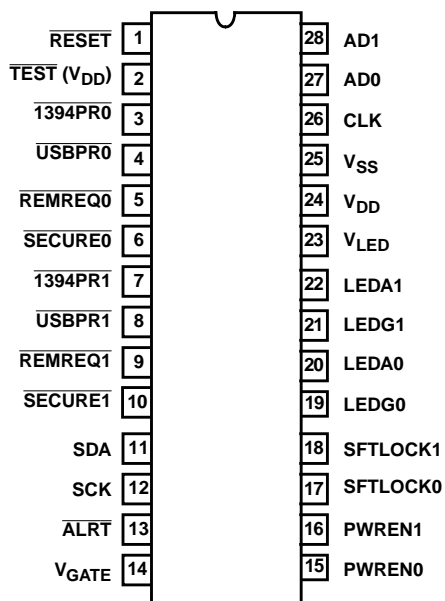 RESET 1 28 AD1
TEST (VDD) 2 27 AD0
1394PR0 3 26 CLK
USBPR0 4 25 VSS
REMREQ0 5 24 VDD
SECURE0 6 23 VLED
1394PR1 7 22 LEDA1
USBPR1 8 21 LEDG1
REMREQ1 9 20 LEDA0
SECURE1 10 19 LEDG0
SDA 11 18 SFTLOCK1
SCK 12 17 SFTLOCK0
ALRT 13 16 PWREN1
VGATE 14 15 PWREN0